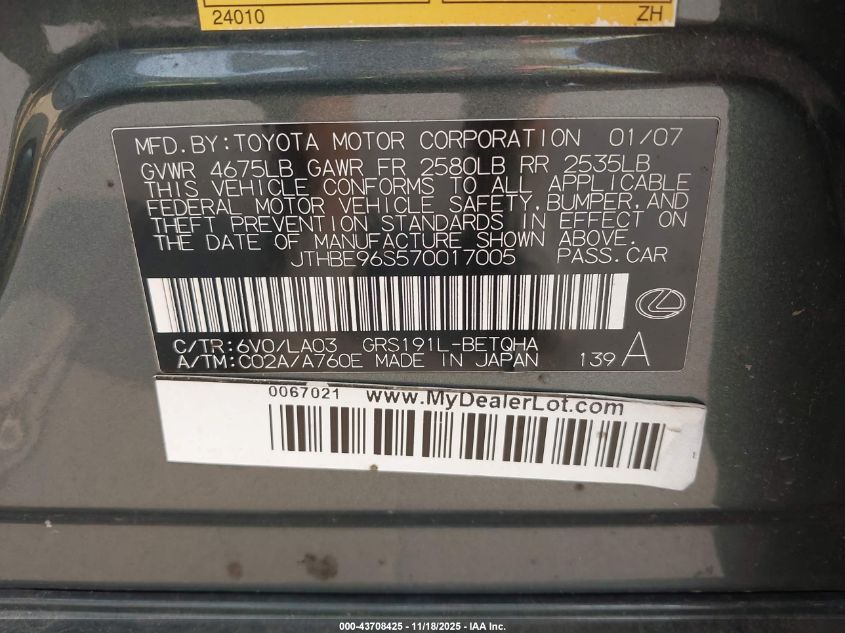 24010 ZH
MFD.BY:TOYOTA MOTOR CORPORATION 01/07
GVWR 4675LB GAWR FR 2580LB RR 2535LB
THIS VEHICLE CONFORMS TO ALL APPLICABLE
FEDERAL MOTOR VEHICLE SAFETY,BUMPER,AND
THEFT PREVENTION STANDARDS IN EFFECT ON
THE DATE OF MANUFACTURE SHOWN ABOVE.
JTHBE96S570017005 PASS.CAR
C/TR:6V0/LA03 GRS191L-BETQHA
A/TM:C02A/A760E MADE IN JAPAN 139 A
0067021 www.MyDealerLot.com
000-43708425 - 11/18/2025 - IAA Inc.